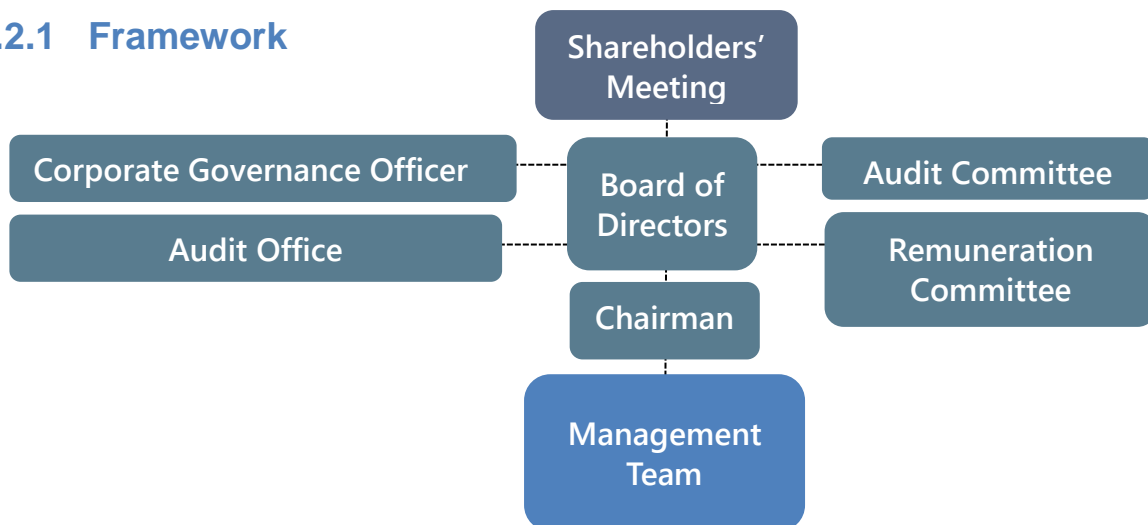 .2.1 Framework
Shareholders’
Meeting
Corporate Governance Officer
Board of
Directors
Audit Committee
Audit Office
Remuneration
Committee
Chairman
Management
Team